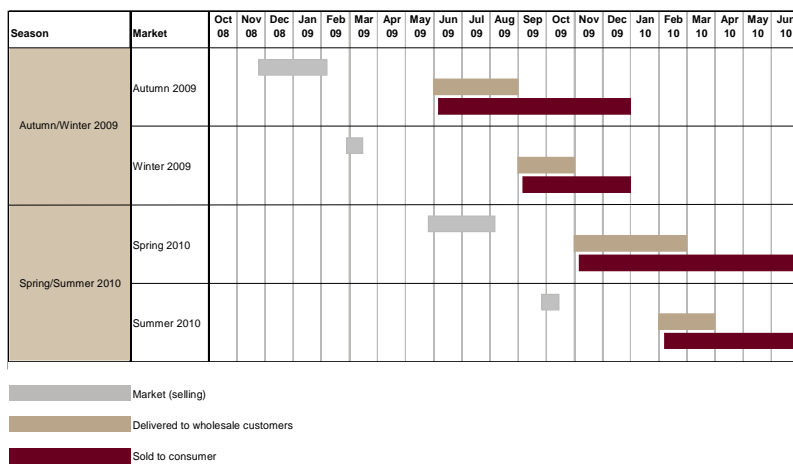 Season Market Oct 08 Nov 08 Dec 08 Jan 09 Feb 09 Mar 09 Apr 09 May 09 Jun 09 Jul 09 Aug 09 Sep 09 Oct 09 Nov 09 Dec 09 Jan 10 Feb 10 Mar 10 Apr 10 May 10 Jun 10
Autumn/Winter 2009
Autumn 2009
Winter 2009
Spring/Summer 2010
Spring 2010
Summer 2010
Market (selling)
Delivered to wholesale customers
Sold to consumer